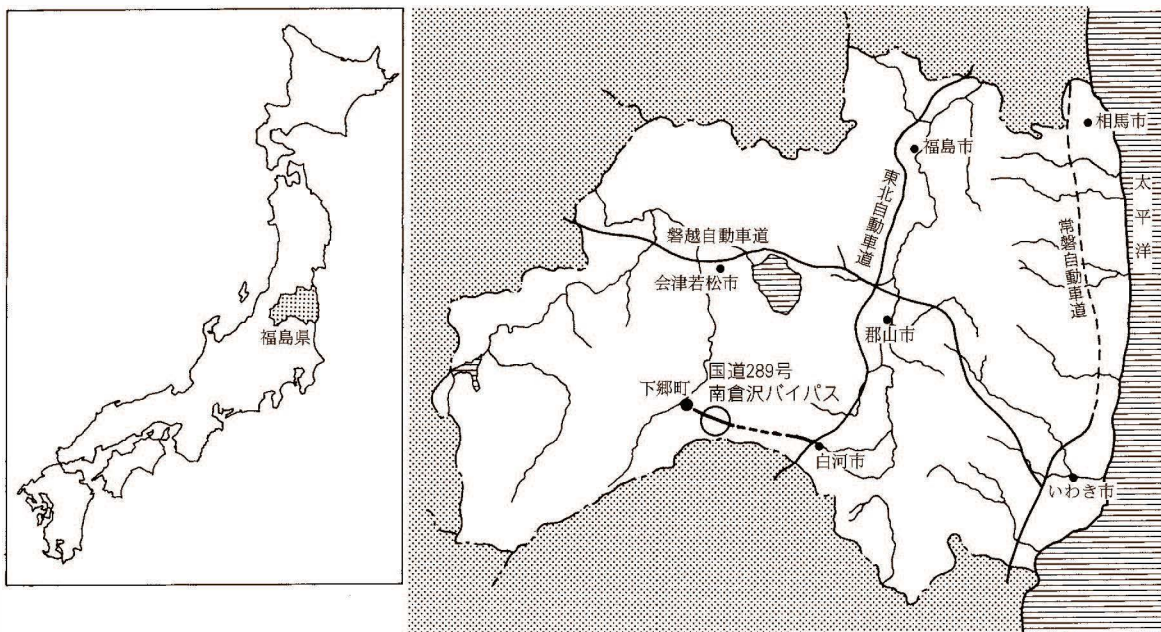 福島県
相馬市
福島市
太平洋
東北自動車道
常磐自動車道
磐越自動車道
会津若松市
郡山市
国道289号
南倉沢バイパス
下郷町
白河市
いわき市